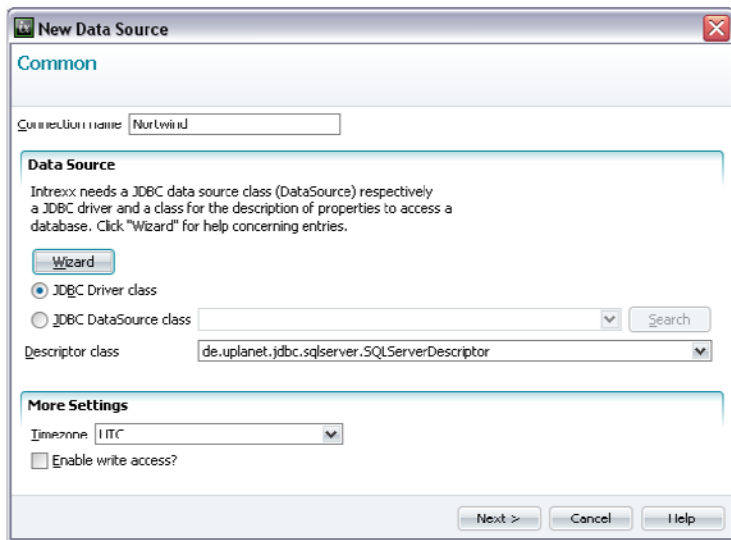 New Data Source
Common
Connection name Nortwind
Data Source
Intrexx needs a JDBC data source class (DataSource) respectively
a JDBC driver and a class for the description of properties to access a
database. Click "Wizard" for help concerning entries.
Wizard
JDBC Driver class
JDBC DataSource class Search
Descriptor class de.uplanet.jdbc.sqlserver.SQLServerDescriptor
More Settings
Timezone UTC
Enable write access?
Next > Cancel Help